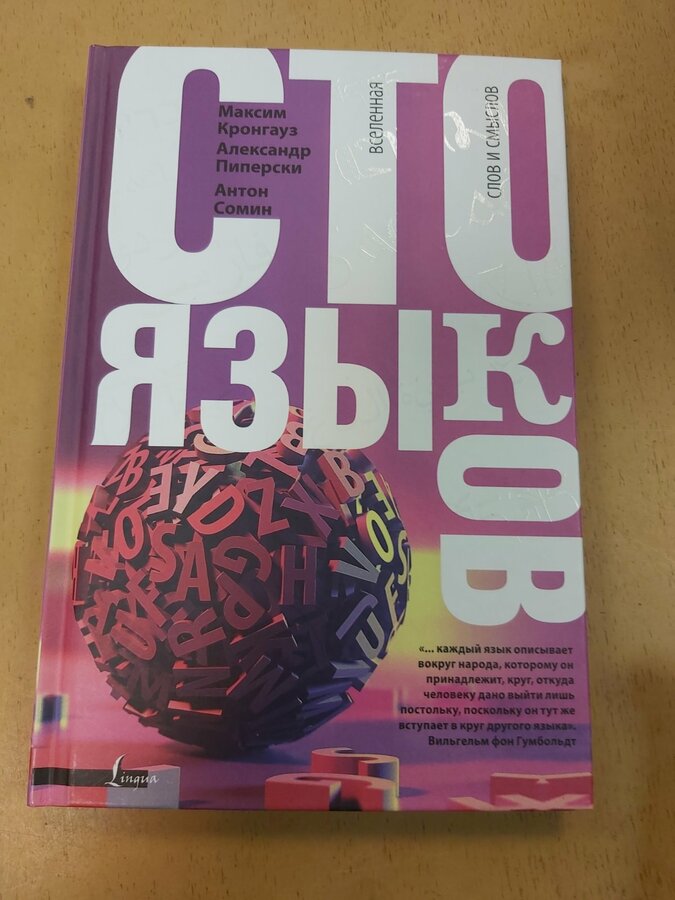 СТО
Максим
Кронгауз
Александр
Пиперски
Антон
Сомин
вселенная
слов и смыслов
ЯЗЫКОВ
«... каждый язык описывает
вокруг народа, которому он
принадлежит, круг, откуда
человеку дано выйти лишь
постольку, поскольку он тут же
вступает в круг другого языка».
Вильгельм фон Гумбольдт
Lingua